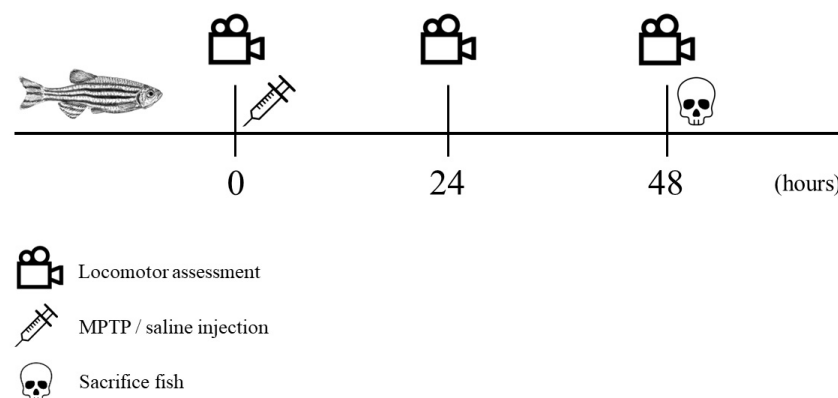 0 24 48 (hours)
Locomotor assessment
MPTP / saline injection
Sacrifice fish